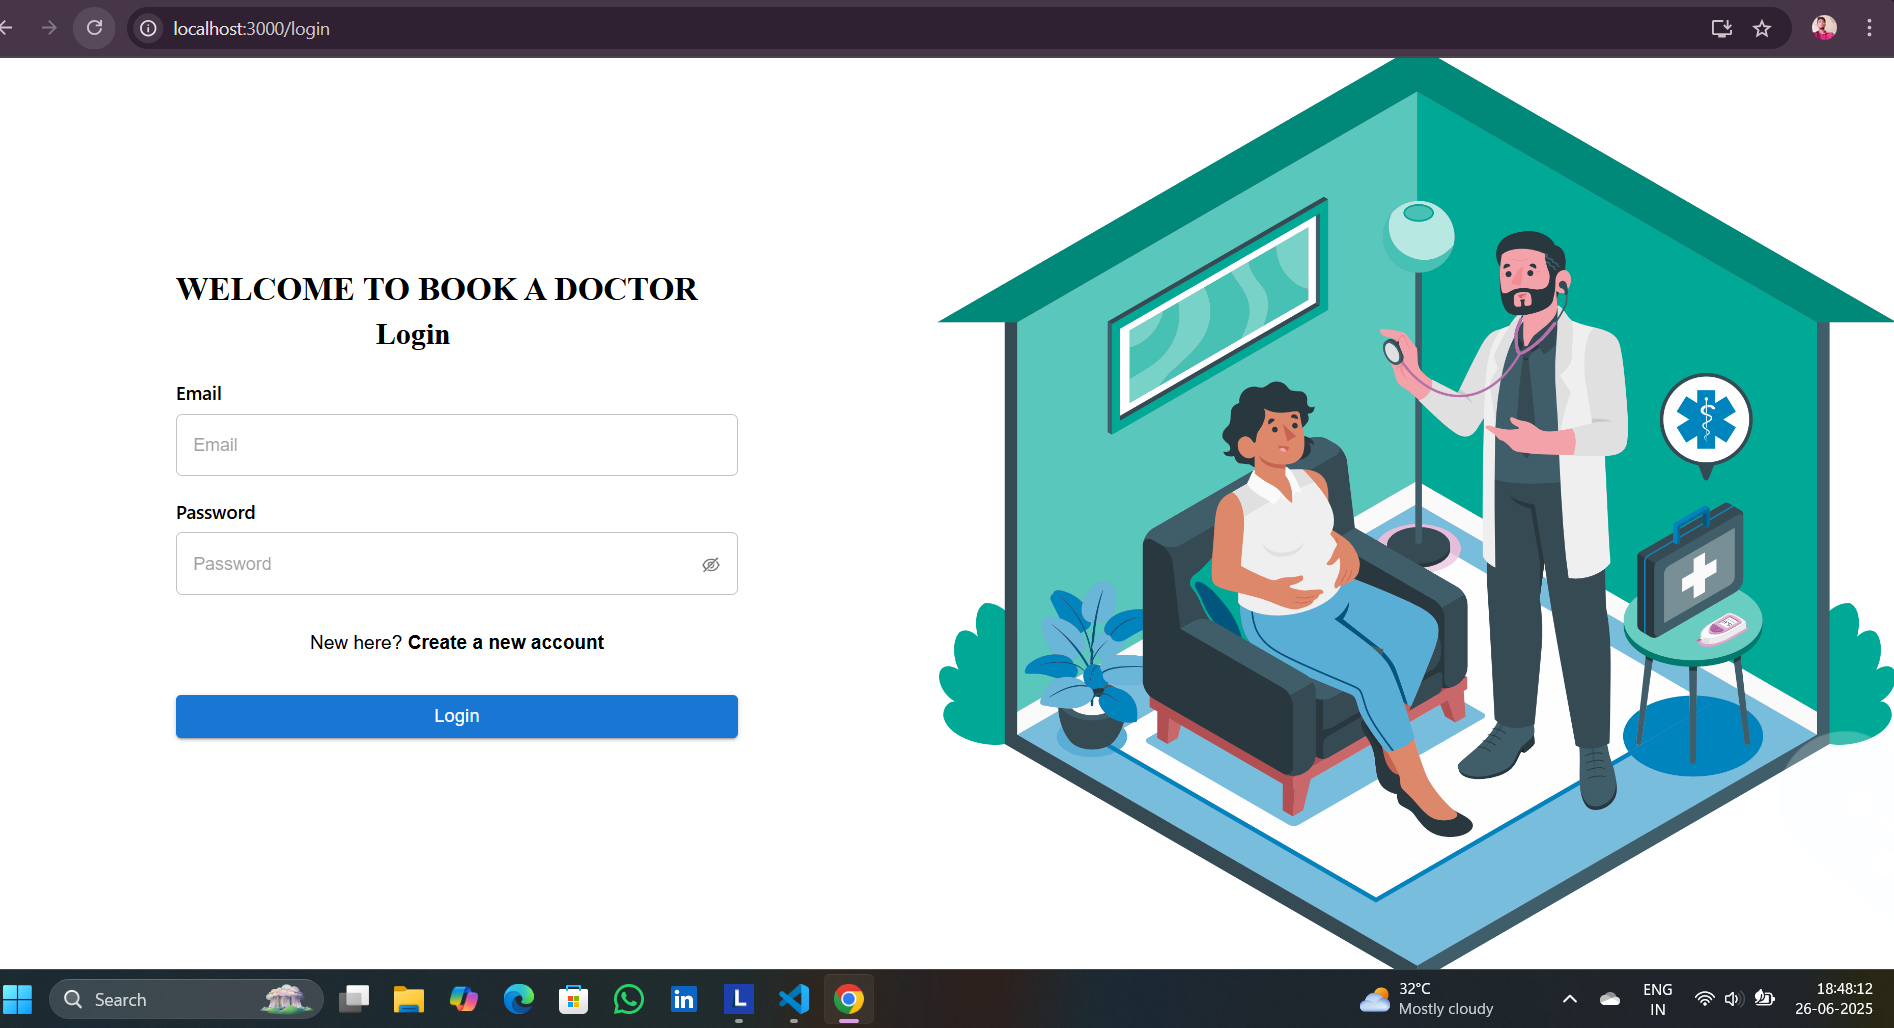 localhost:3000/login
WELCOME TO BOOK A DOCTOR
Login
Email
Email
Password
Password
New here? Create a new account
Login
Search
in
L
32°C
Mostly cloudy
ENG
IN
18:48:12
26-06-2025